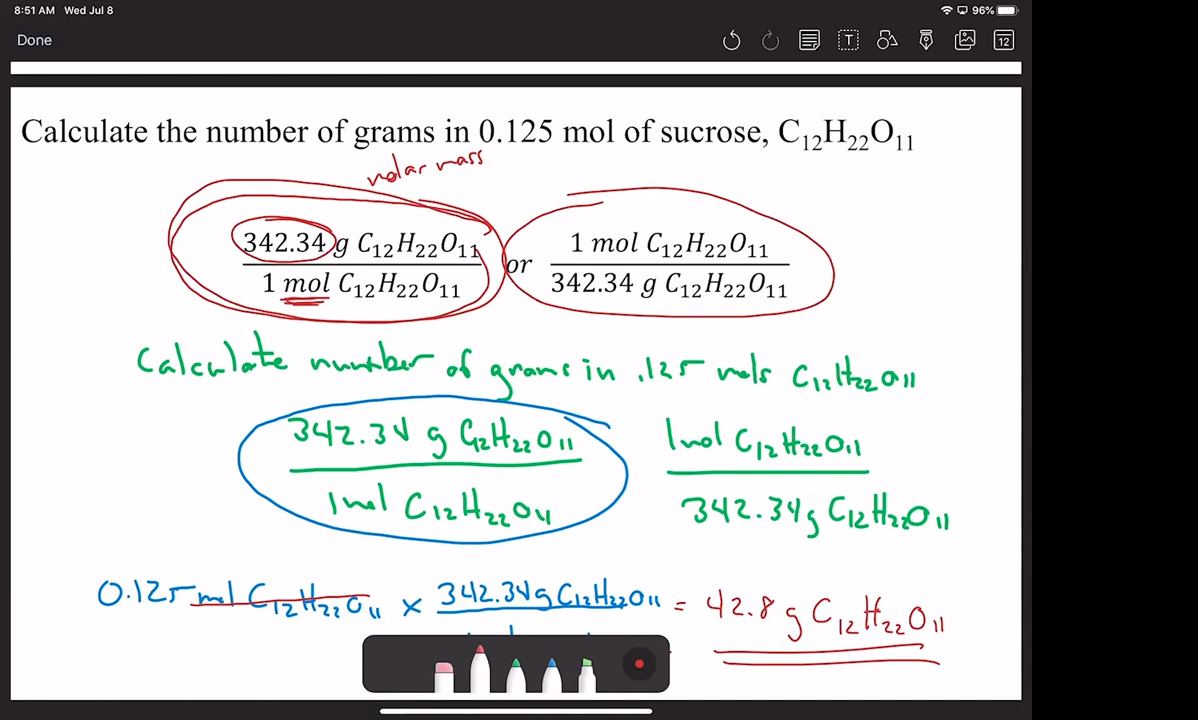 8:51 AM Wed Jul 8
96%
Done
T
12
Calculate the number of grams in 0.125 mol of sucrose, C₁₂H₂₂O₁₁
molar mass
342.34 g C₁₂H₂₂O₁₁
1 mol C₁₂H₂₂O₁₁
or
1 mol C₁₂H₂₂O₁₁
342.34 g C₁₂H₂₂O₁₁
Calculate number of grams in .125 mols C₁₂H₂₂O₁₁
342.34 g C₁₂H₂₂O₁₁
1 mol C₁₂H₂₂O₁₁
1 mol C₁₂H₂₂O₁₁
342.34 g C₁₂H₂₂O₁₁
0.125 mol C₁₂H₂₂O₁₁ × 342.34 g C₁₂H₂₂O₁₁ = 42.8 g C₁₂H₂₂O₁₁